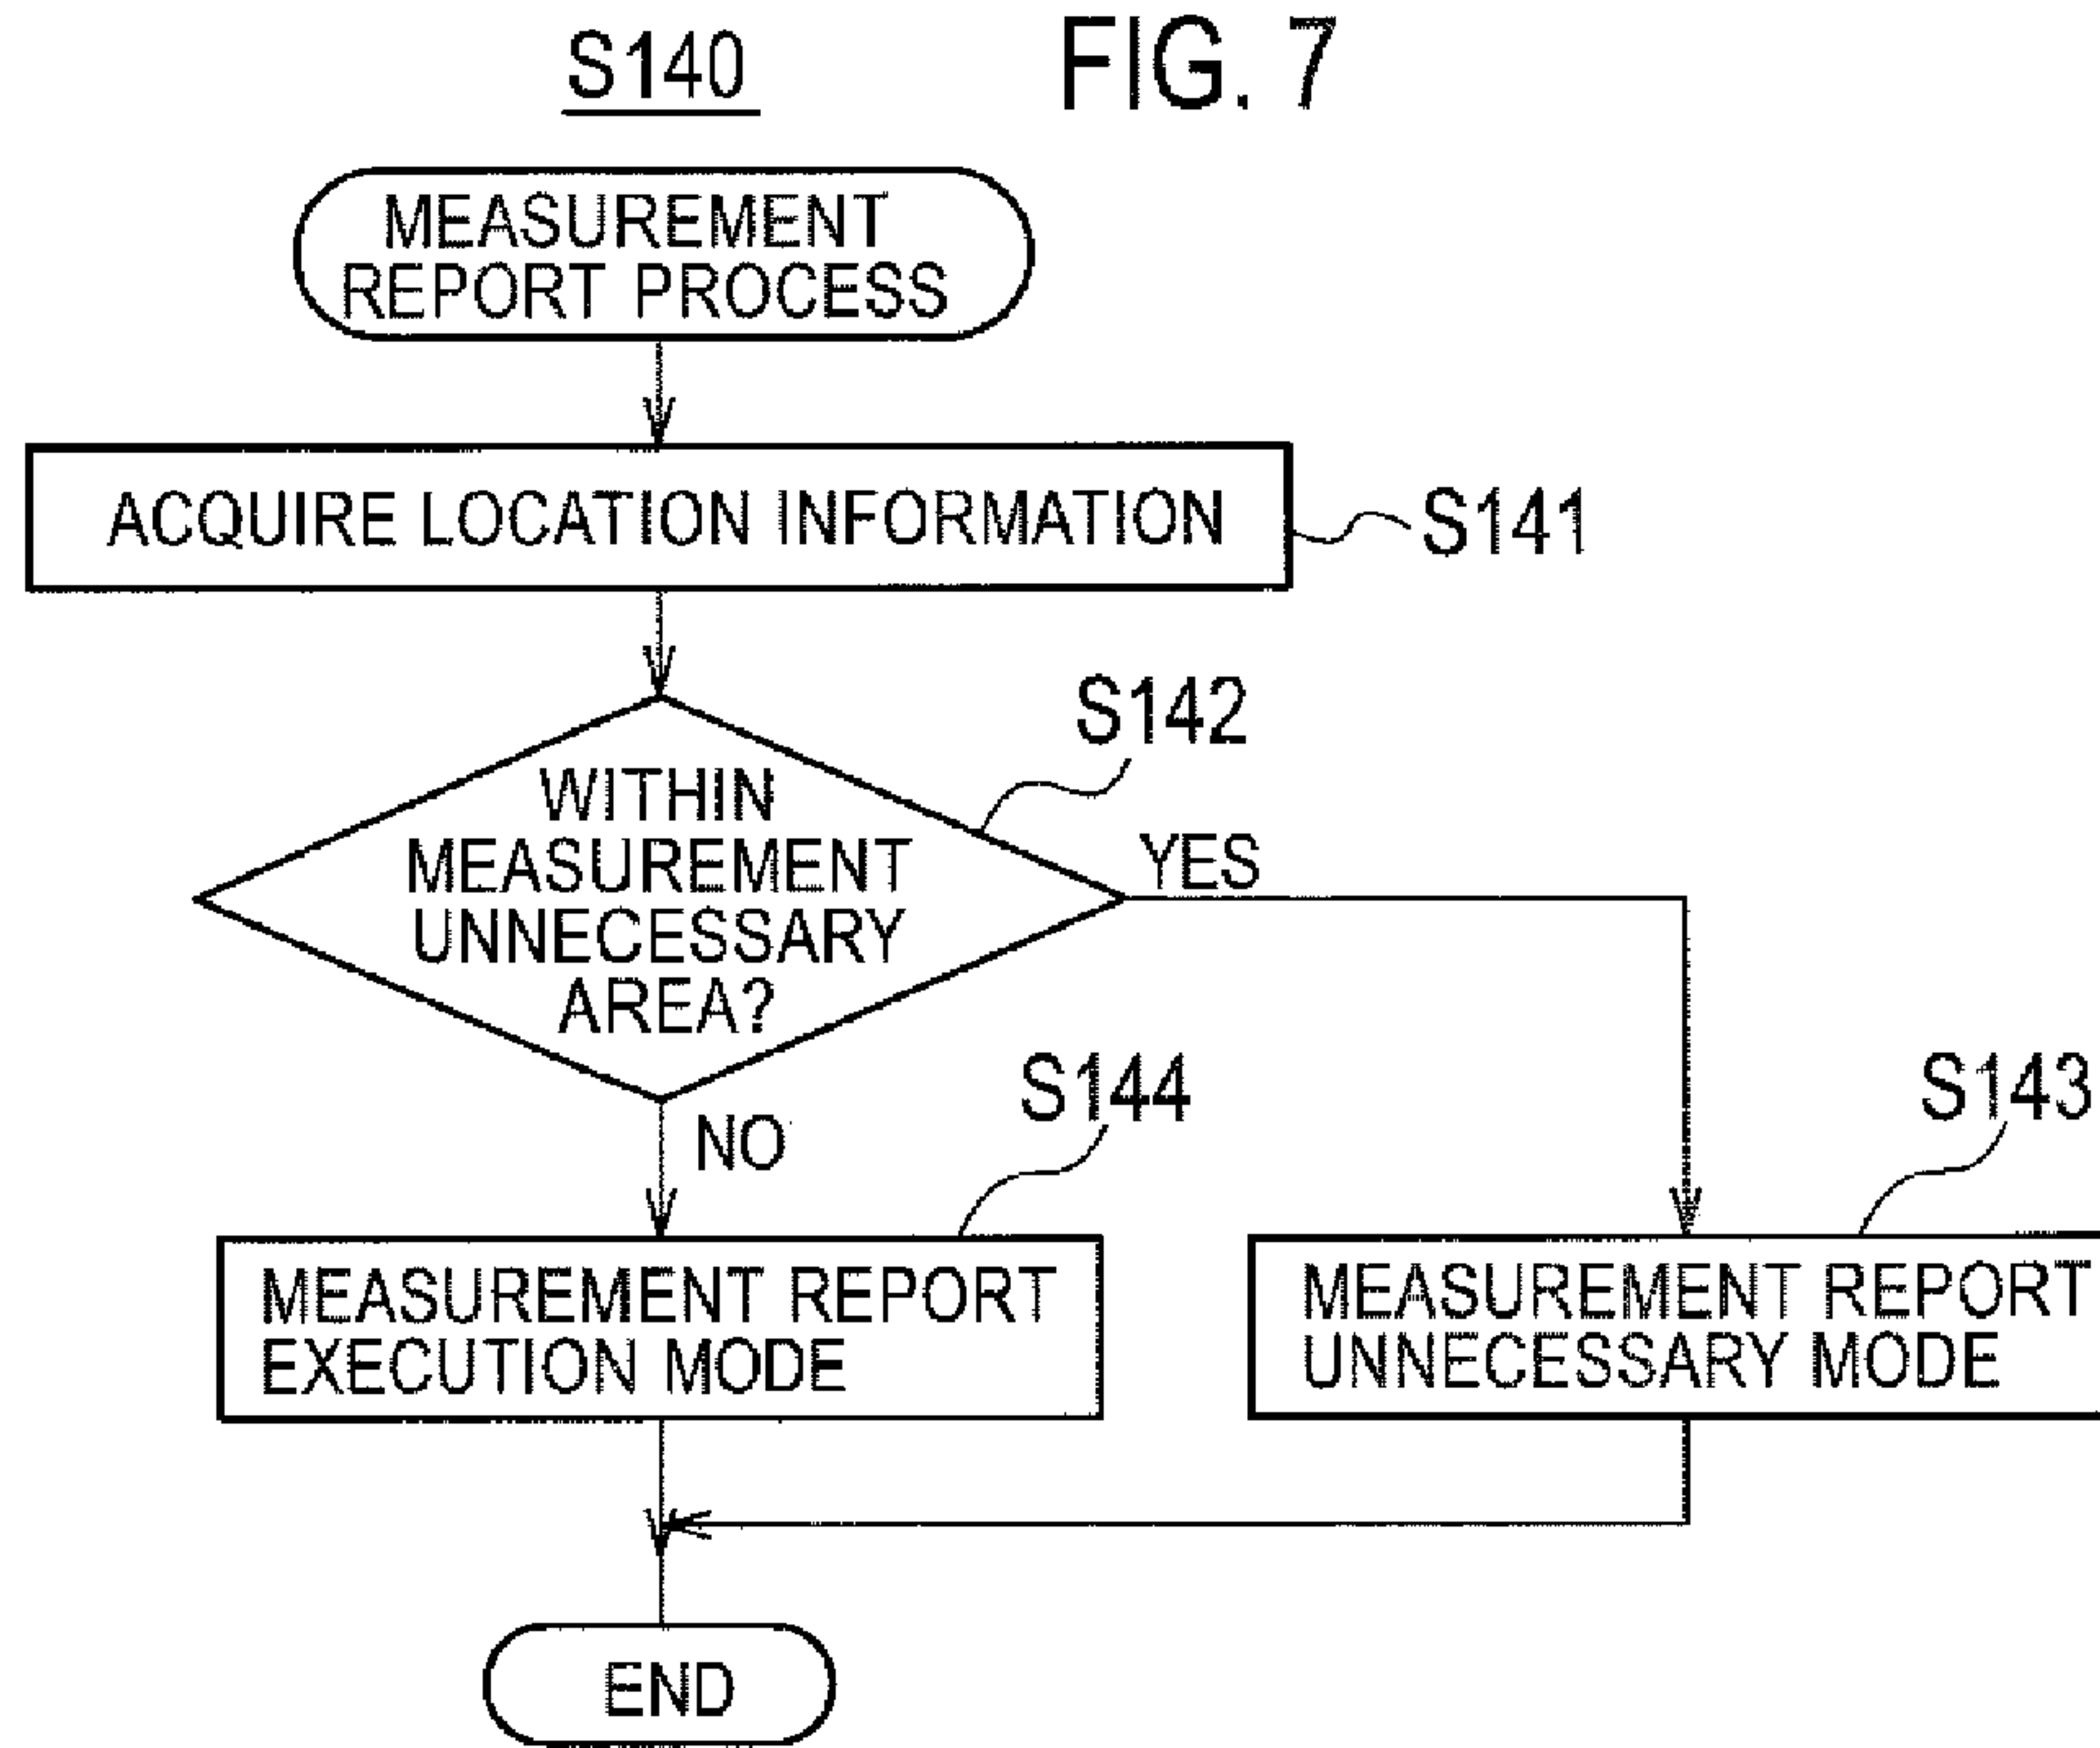 S140
FIG. 7
MEASUREMENT
REPORT PROCESS
ACQUIRE LOCATION INFORMATION
S141
S142
WITHIN
MEASUREMENT
UNNECESSARY
AREA?
YES
NO
S144
S143
MEASUREMENT REPORT
EXECUTION MODE
MEASUREMENT REPORT
UNNECESSARY MODE
END